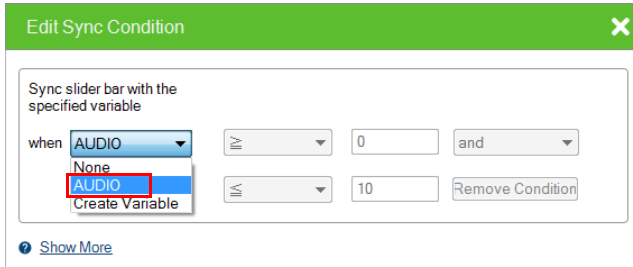 Edit Sync Condition
Sync slider bar with the
specified variable
when AUDIO ≧ 0 and
None
AUDIO
Create Variable
≦ 10 Remove Condition
Show More